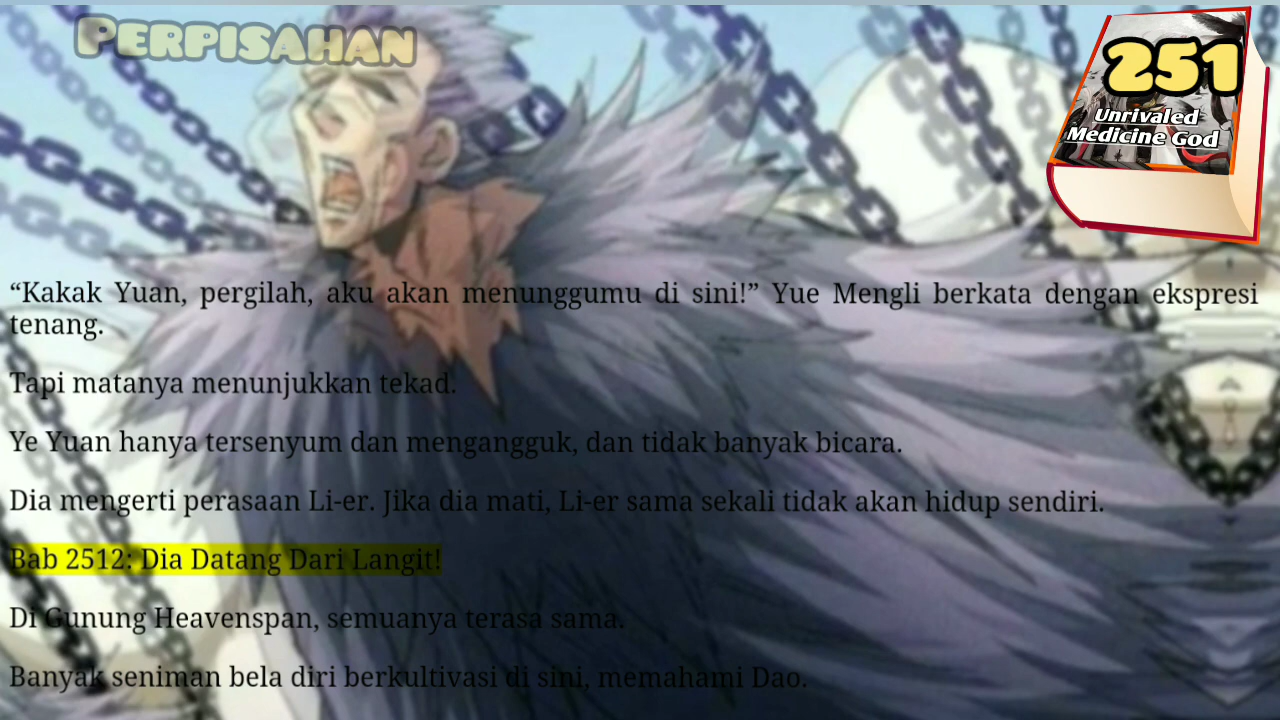 PERPISAHAN
251
Unrivaled
Medicine God
“Kakak Yuan, pergilah, aku akan menunggumu di sini!” Yue Mengli berkata dengan ekspresi
tenang.
Tapi matanya menunjukkan tekad.
Ye Yuan hanya tersenyum dan mengangguk, dan tidak banyak bicara.
Dia mengerti perasaan Li-er. Jika dia mati, Li-er sama sekali tidak akan hidup sendiri.
Bab 2512: Dia Datang Dari Langit!
Di Gunung Heavenspan, semuanya terasa sama.
Banyak seniman bela diri berkultivasi di sini, memahami Dao.